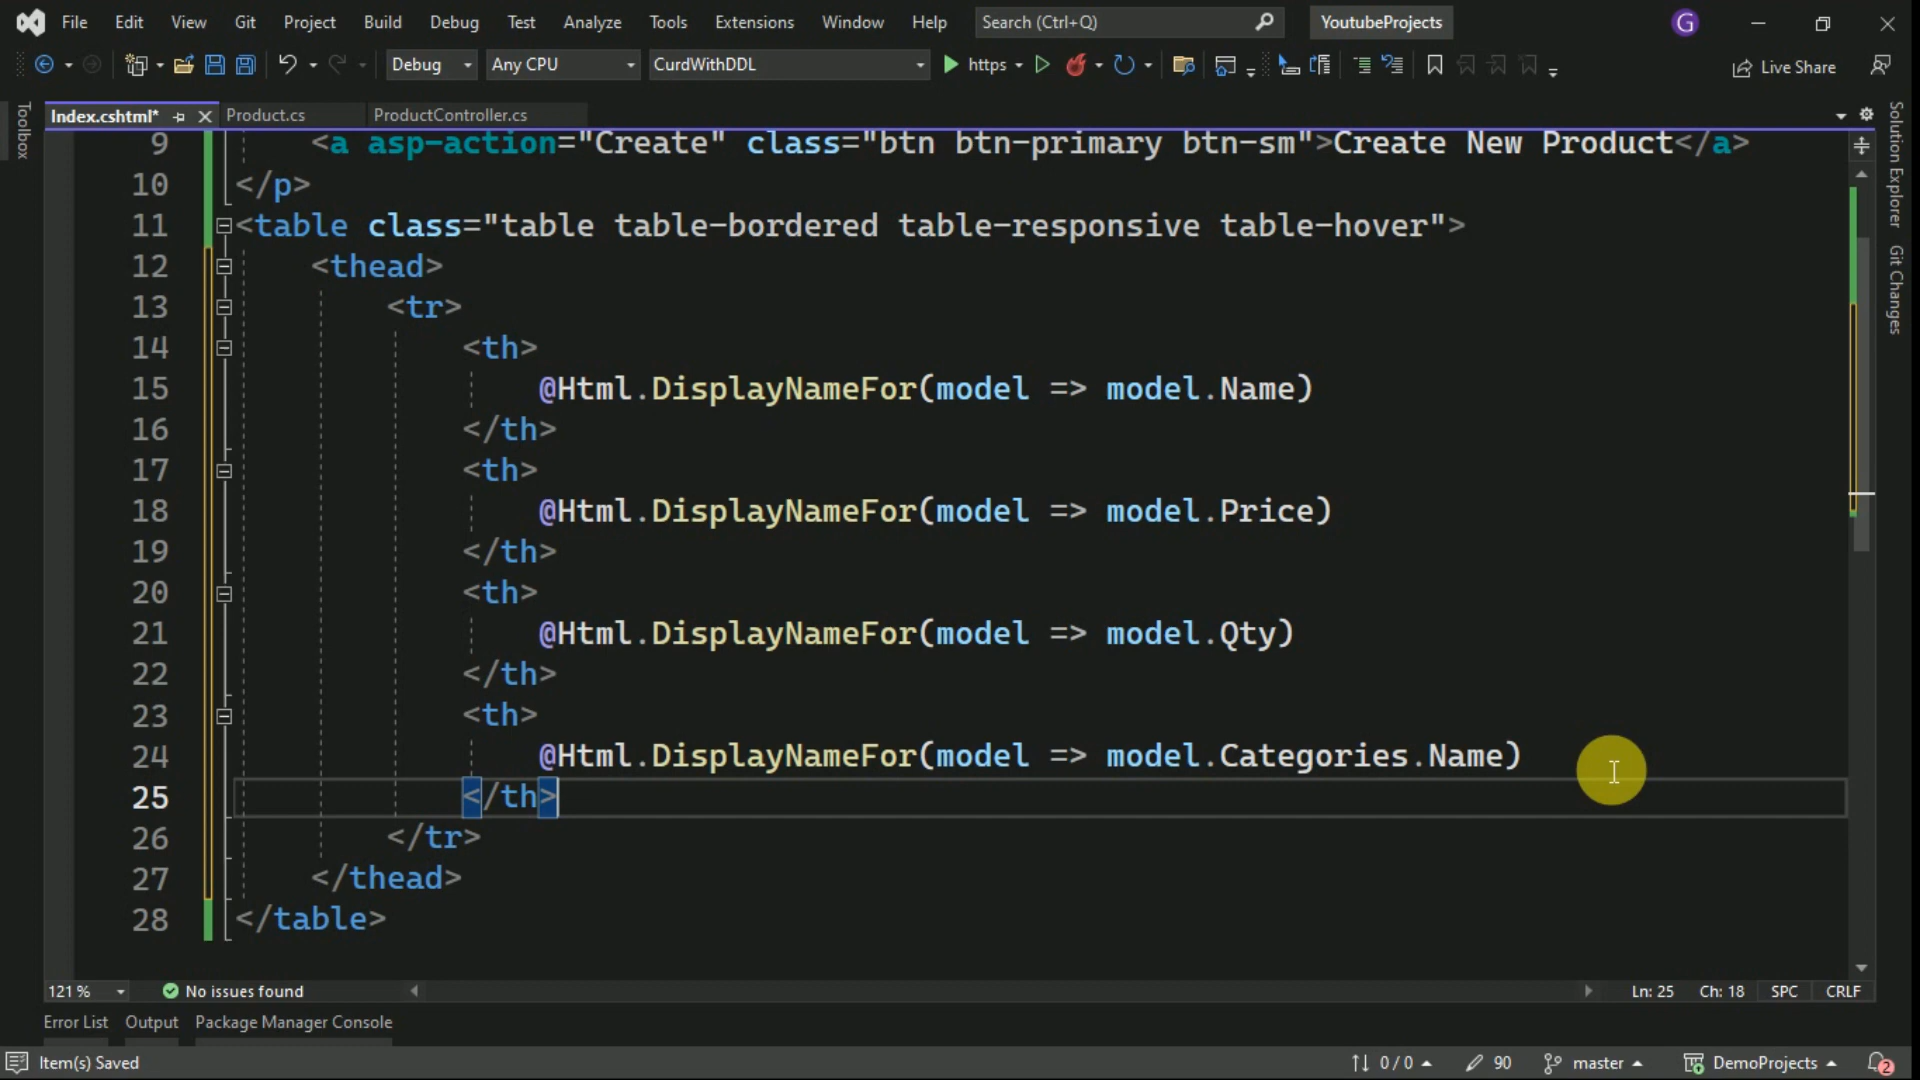 File Edit View Git Project Build Debug Test Analyze Tools Extensions Window Help Search (Ctrl+Q) YoutubeProjects G
Debug Any CPU CurdWithDDL https Live Share
Toolbox
Index.cshtml* Product.cs ProductController.cs
Solution Explorer
Git Changes
9 <a asp-action="Create" class="btn btn-primary btn-sm">Create New Product</a>
10 </p>
11 <table class="table table-bordered table-responsive table-hover">
12 <thead>
13 <tr>
14 <th>
15 @Html.DisplayNameFor(model => model.Name)
16 </th>
17 <th>
18 @Html.DisplayNameFor(model => model.Price)
19 </th>
20 <th>
21 @Html.DisplayNameFor(model => model.Qty)
22 </th>
23 <th>
24 @Html.DisplayNameFor(model => model.Categories.Name)
25 </th>
26 </tr>
27 </thead>
28 </table>
121 % No issues found Ln: 25 Ch: 18 SPC CRLF
Error List Output Package Manager Console
Item(s) Saved 0 / 0 90 master DemoProjects 2